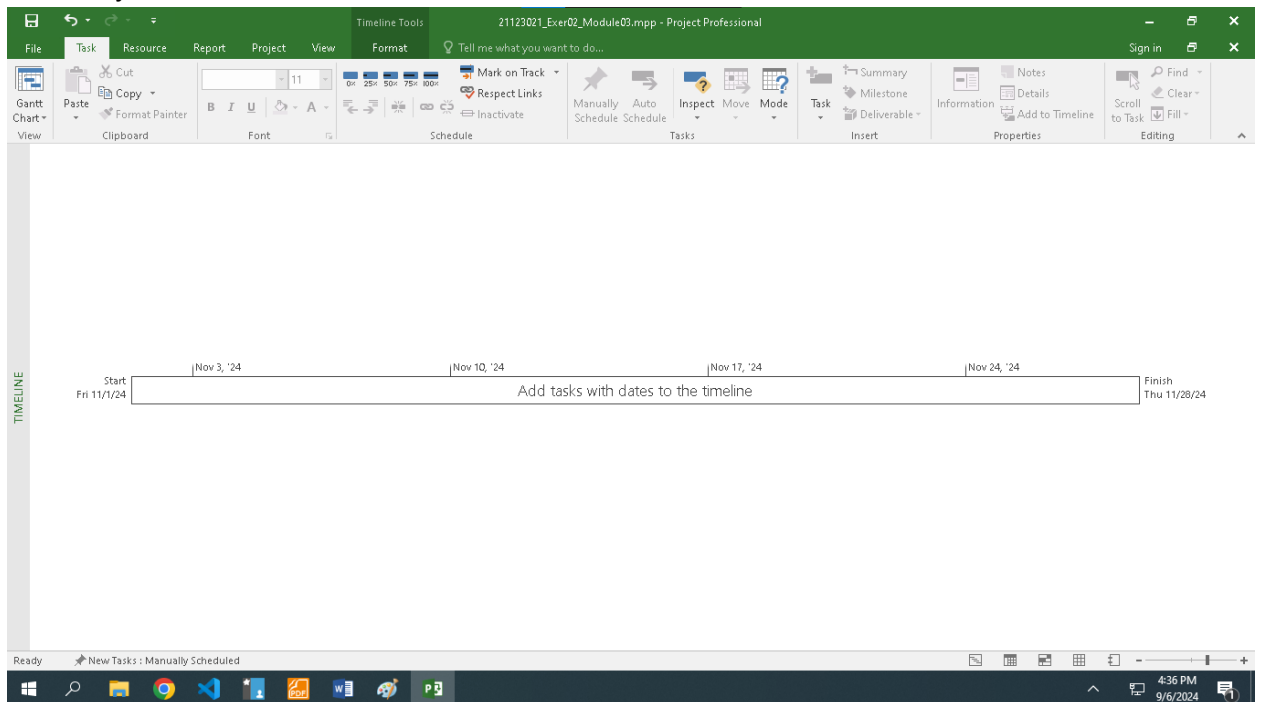 Timeline Tools
21123021_Exer02_Module03.mpp - Project Professional
File Task Resource Report Project View Format Tell me what you want to do... Sign in
Gantt Chart
View
Paste
Cut
Copy
Format Painter
Clipboard
11
B I U A
Font
0× 25× 50× 75× 100×
Mark on Track
Respect Links
Inactivate
Schedule
Manually Schedule
Auto Schedule
Inspect
Move
Mode
Tasks
Task
Summary
Milestone
Deliverable
Insert
Information
Notes
Details
Add to Timeline
Properties
Scroll to Task
Find
Clear
Fill
Editing
TIMELINE
Nov 3, '24 Nov 10, '24 Nov 17, '24 Nov 24, '24
Start
Fri 11/1/24
Add tasks with dates to the timeline
Finish
Thu 11/28/24
Ready New Tasks : Manually Scheduled
4:36 PM
9/6/2024